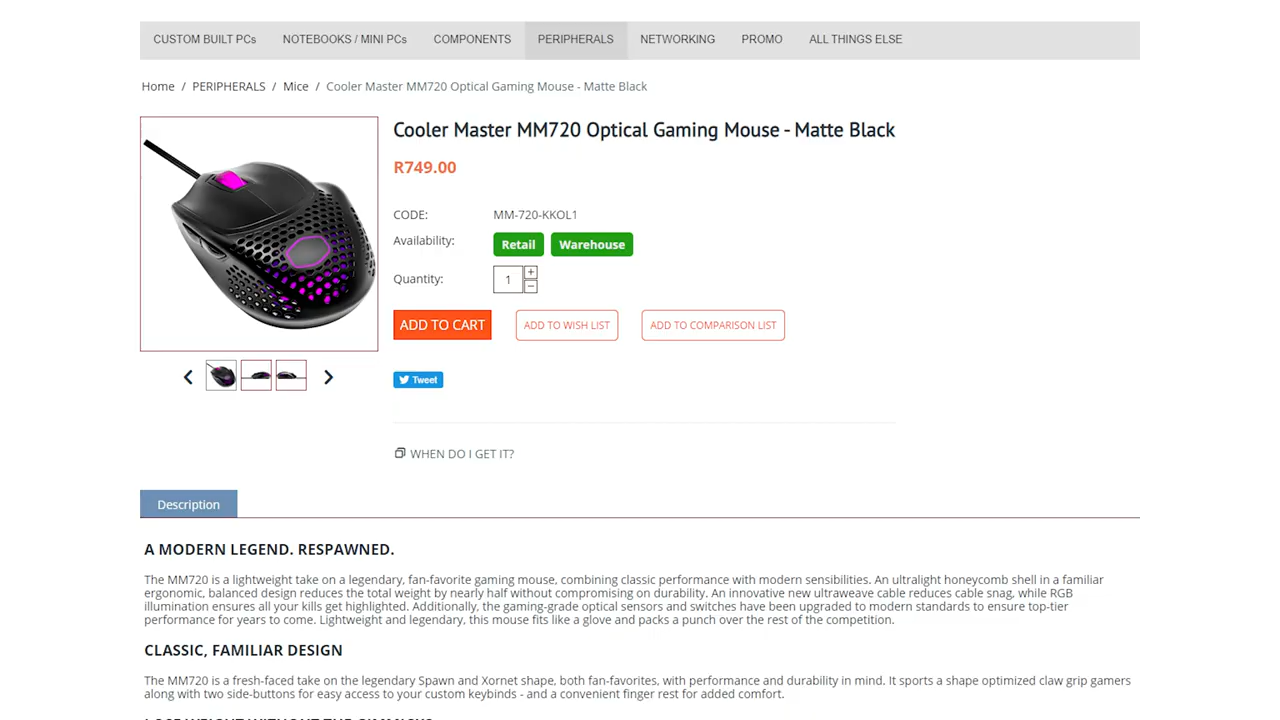 CUSTOM BUILT PCs NOTEBOOKS / MINI PCs COMPONENTS PERIPHERALS NETWORKING PROMO ALL THINGS ELSE
Home / PERIPHERALS / Mice / Cooler Master MM720 Optical Gaming Mouse - Matte Black
Cooler Master MM720 Optical Gaming Mouse - Matte Black
R749.00
CODE: MM-720-KKOL1
Availability: Retail Warehouse
Quantity: 1 + −
ADD TO CART ADD TO WISH LIST ADD TO COMPARISON LIST
Tweet
WHEN DO I GET IT?
Description
A MODERN LEGEND. RESPAWNED.
The MM720 is a lightweight take on a legendary, fan-favorite gaming mouse, combining classic performance with modern sensibilities. An ultralight honeycomb shell in a familiar
ergonomic, balanced design reduces the total weight by nearly half without compromising on durability. An innovative new ultraweave cable reduces cable snag, while RGB
illumination ensures all your kills get highlighted. Additionally, the gaming-grade optical sensors and switches have been upgraded to modern standards to ensure top-tier
performance for years to come. Lightweight and legendary, this mouse fits like a glove and packs a punch over the rest of the competition.
CLASSIC, FAMILIAR DESIGN
The MM720 is a fresh-faced take on the legendary Spawn and Xornet shape, both fan-favorites, with performance and durability in mind. It sports a shape optimized claw grip gamers
along with two side-buttons for easy access to your custom keybinds - and a convenient finger rest for added comfort.